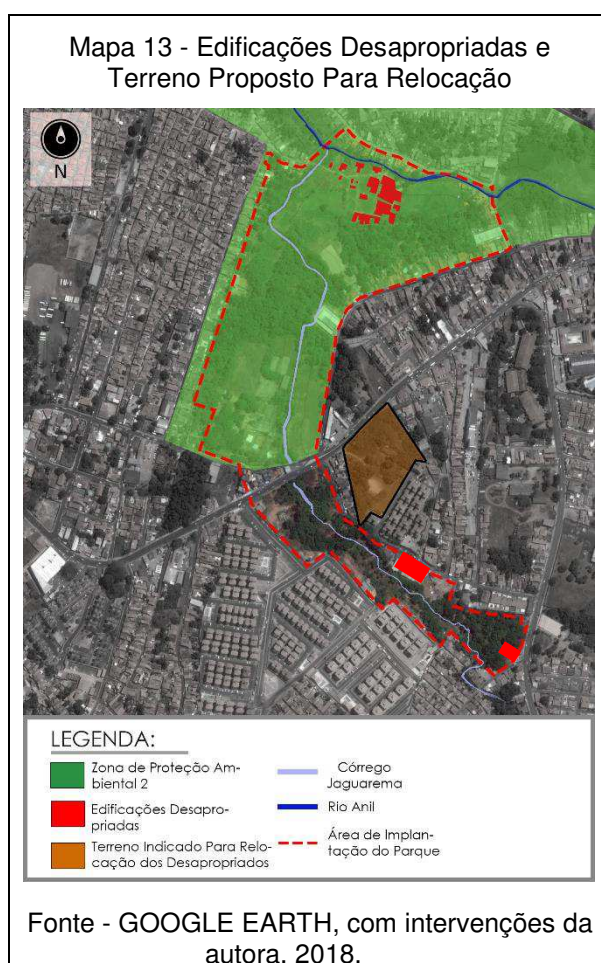 Mapa 13 - Edificações Desapropriadas e
Terreno Proposto Para Relocação
N
LEGENDA:
Zona de Proteção Am-
biental 2
Edificações Desapro-
priadas
Terreno Indicado Para Relo-
cação dos Desapropriados
Córrego
Jaguarema
Rio Anil
Área de Implan-
tação do Parque
Fonte - GOOGLE EARTH, com intervenções da
autora, 2018.